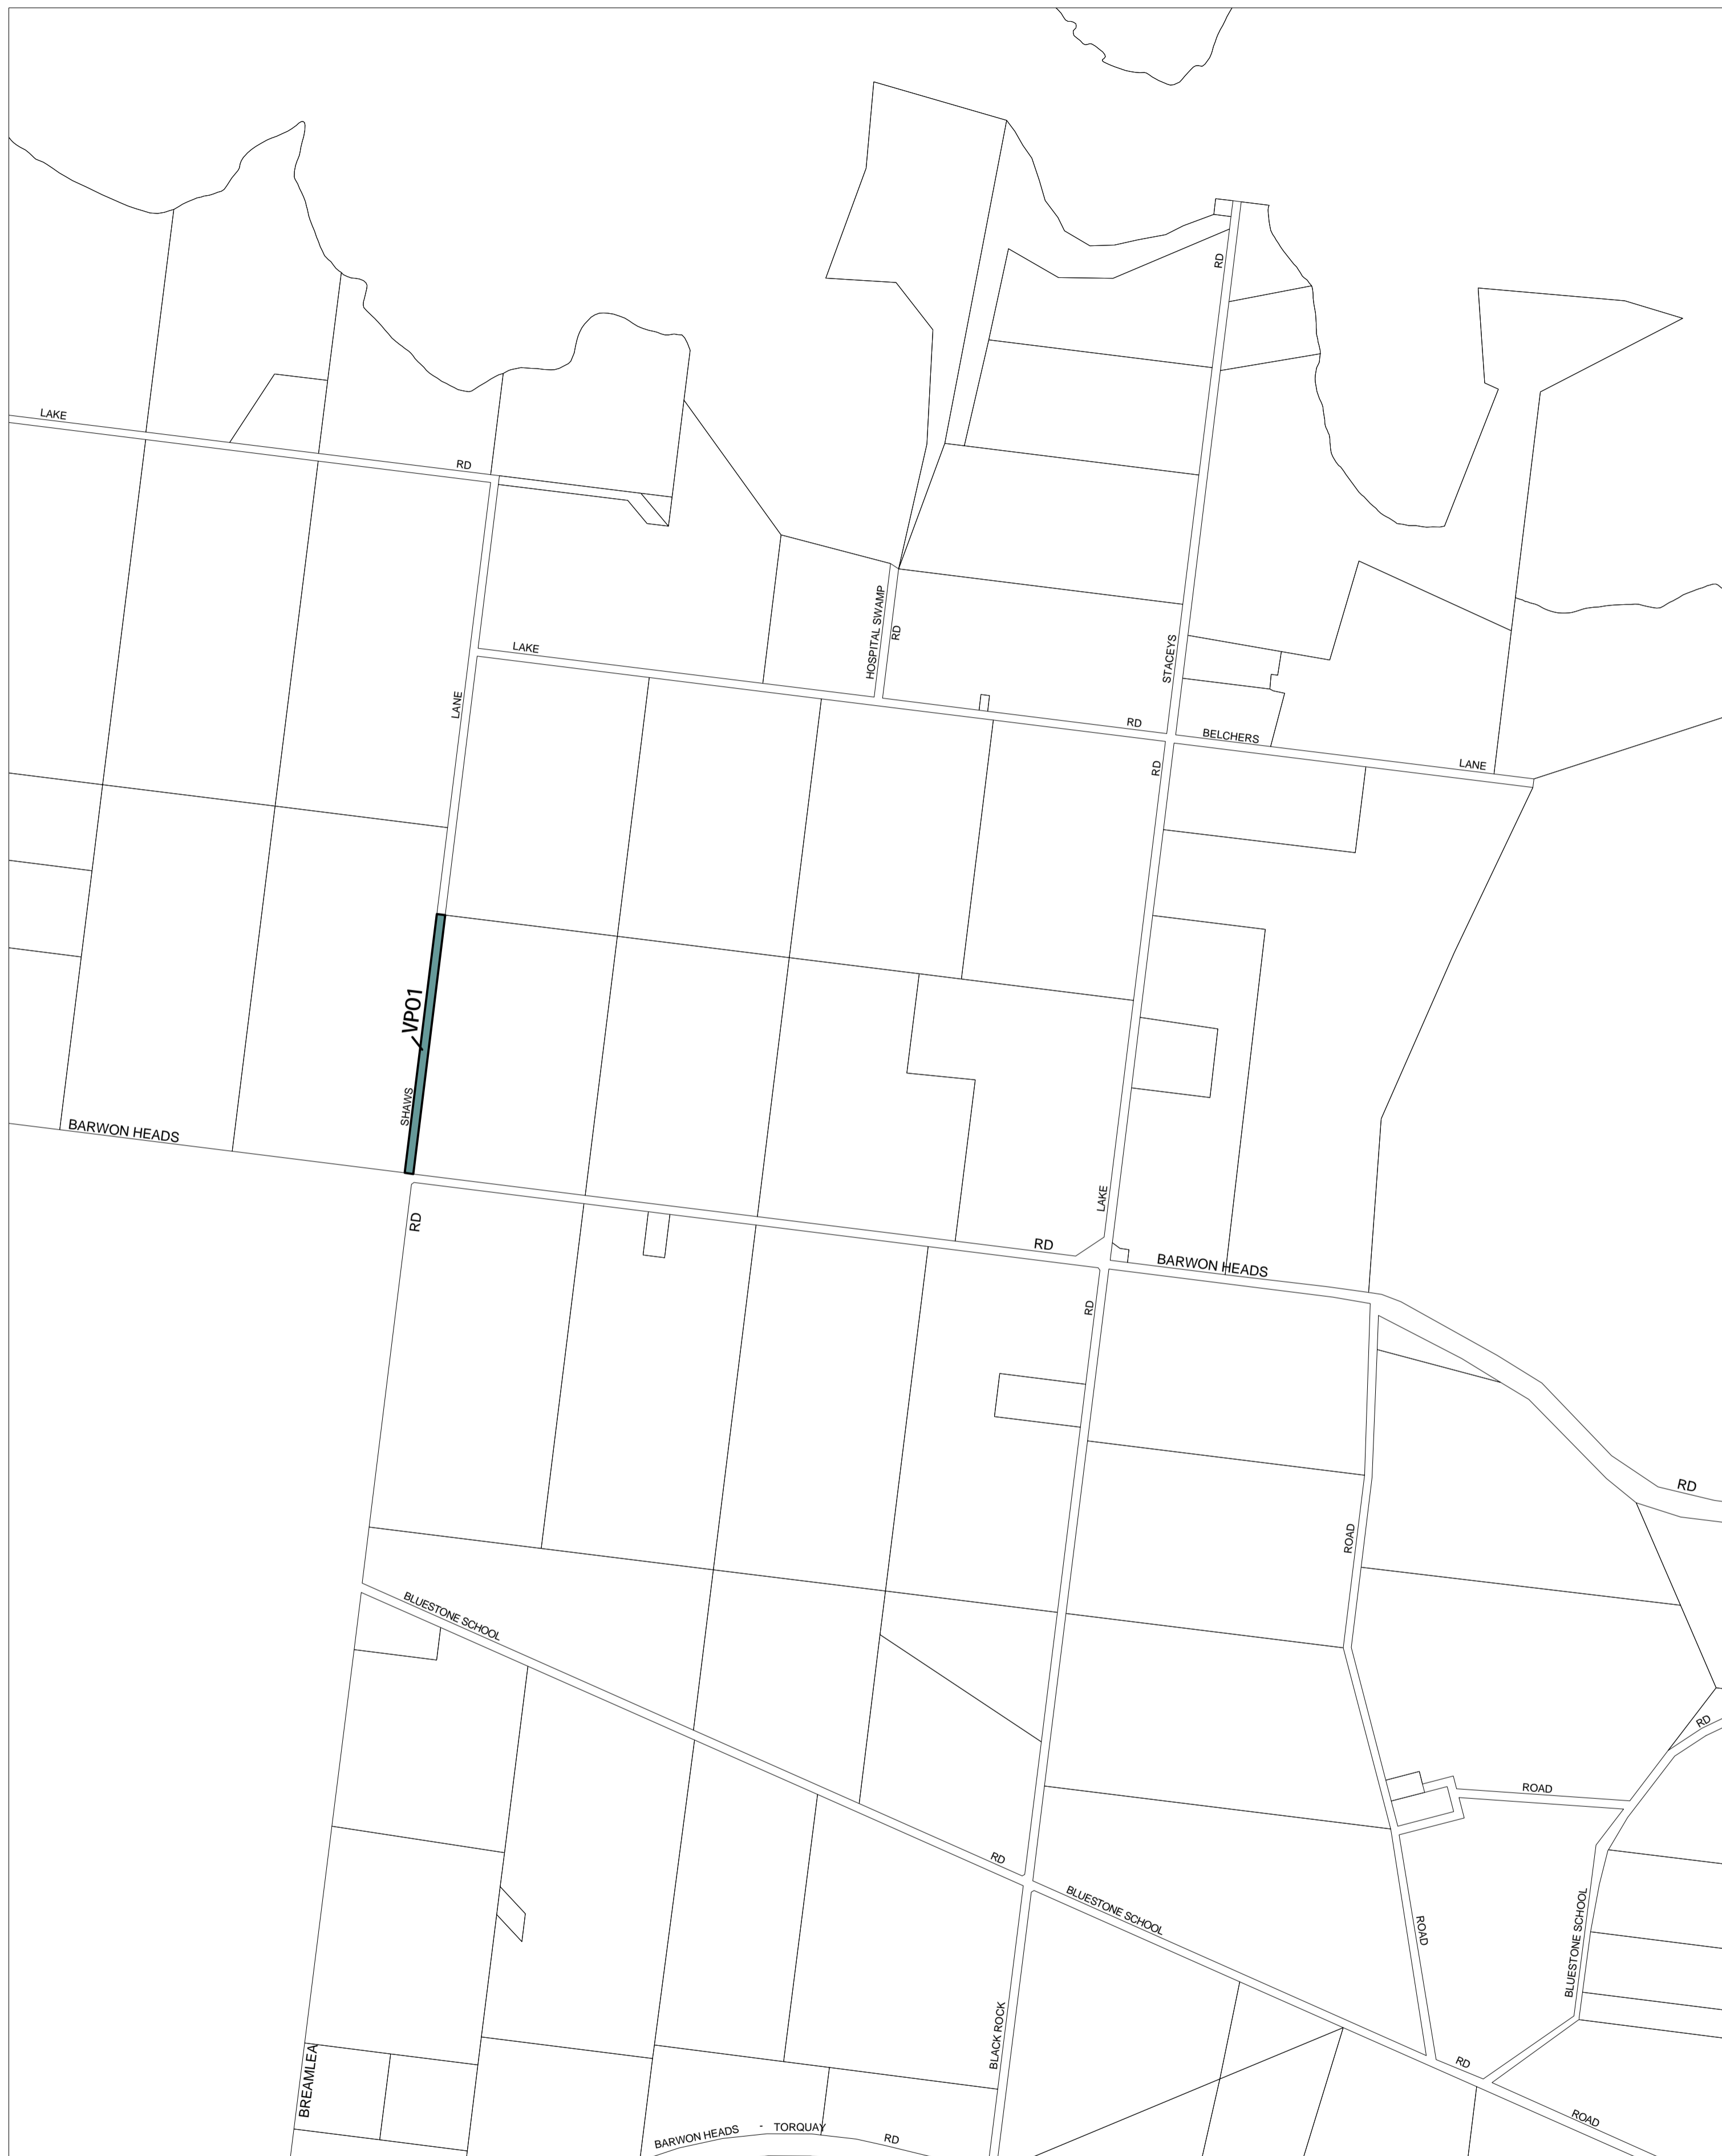 RD
LAKE
RD
HOSPITAL SWAMP
RD
STACEYS
LAKE
LANE
RD
BELCHERS
LANE
RD
VPO1
SHAWS
BARWON HEADS
LAKE
RD
RD
BARWON HEADS
RD
RD
ROAD
BLUESTONE SCHOOL
RD
ROAD
RD
BLUESTONE SCHOOL
ROAD
BLUESTONE SCHOOL
BLACK ROCK
RD
BREAMLEA
ROAD
BARWON HEADS - TORQUAY
RD